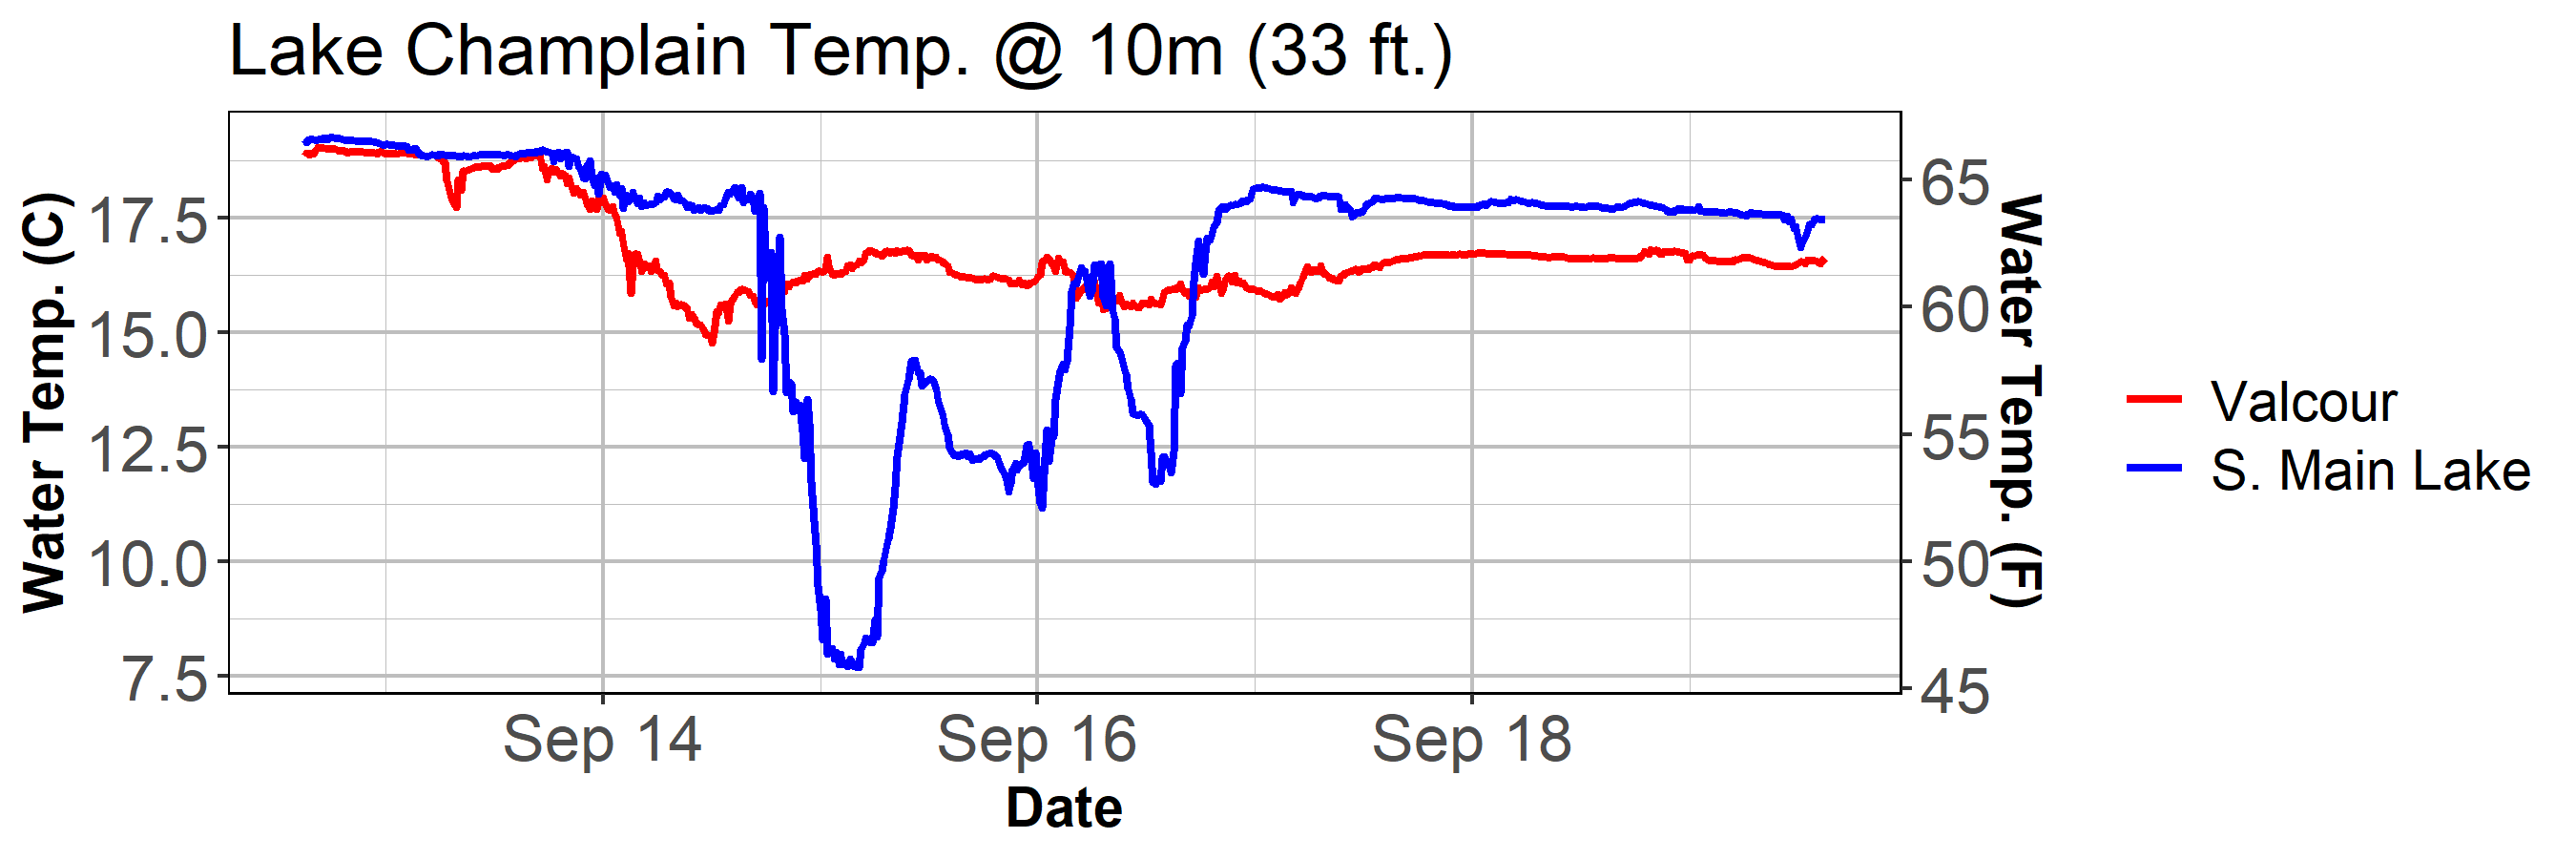 Lake Champlain Temp. @ 10m (33 ft.)
Water Temp. (C)
17.5
15.0
12.5
10.0
7.5
65
60
55
50
45
Water Temp. (F)
Sep 14 Sep 16 Sep 18
Date
Valcour
S. Main Lake